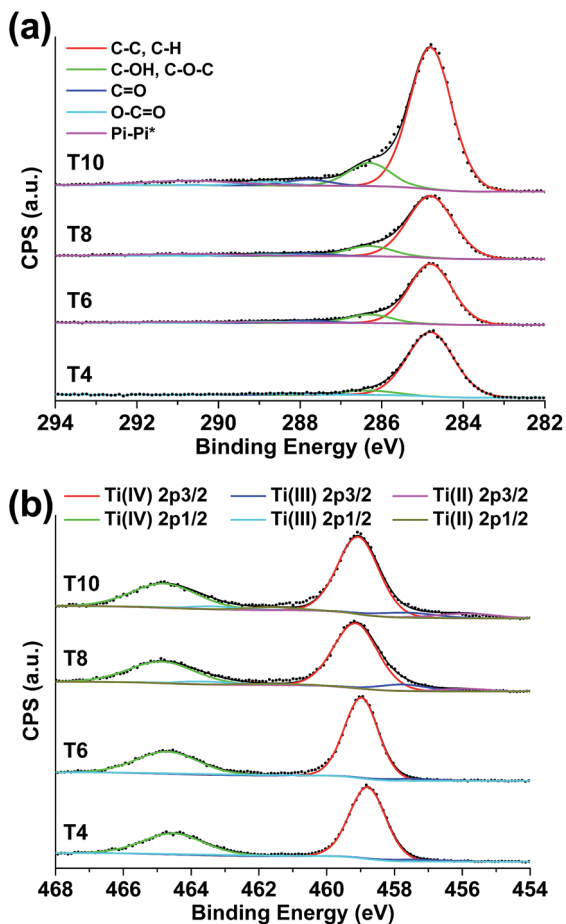 (a)
C-C, C-H
C-OH, C-O-C
C=O
O-C=O
Pi-Pi*
T10
T8
T6
T4
CPS (a.u.)
294 292 290 288 286 284 282
Binding Energy (eV)
(b)
Ti(IV) 2p3/2 Ti(III) 2p3/2 Ti(II) 2p3/2
Ti(IV) 2p1/2 Ti(III) 2p1/2 Ti(II) 2p1/2
T10
T8
T6
T4
CPS (a.u.)
468 466 464 462 460 458 456 454
Binding Energy (eV)